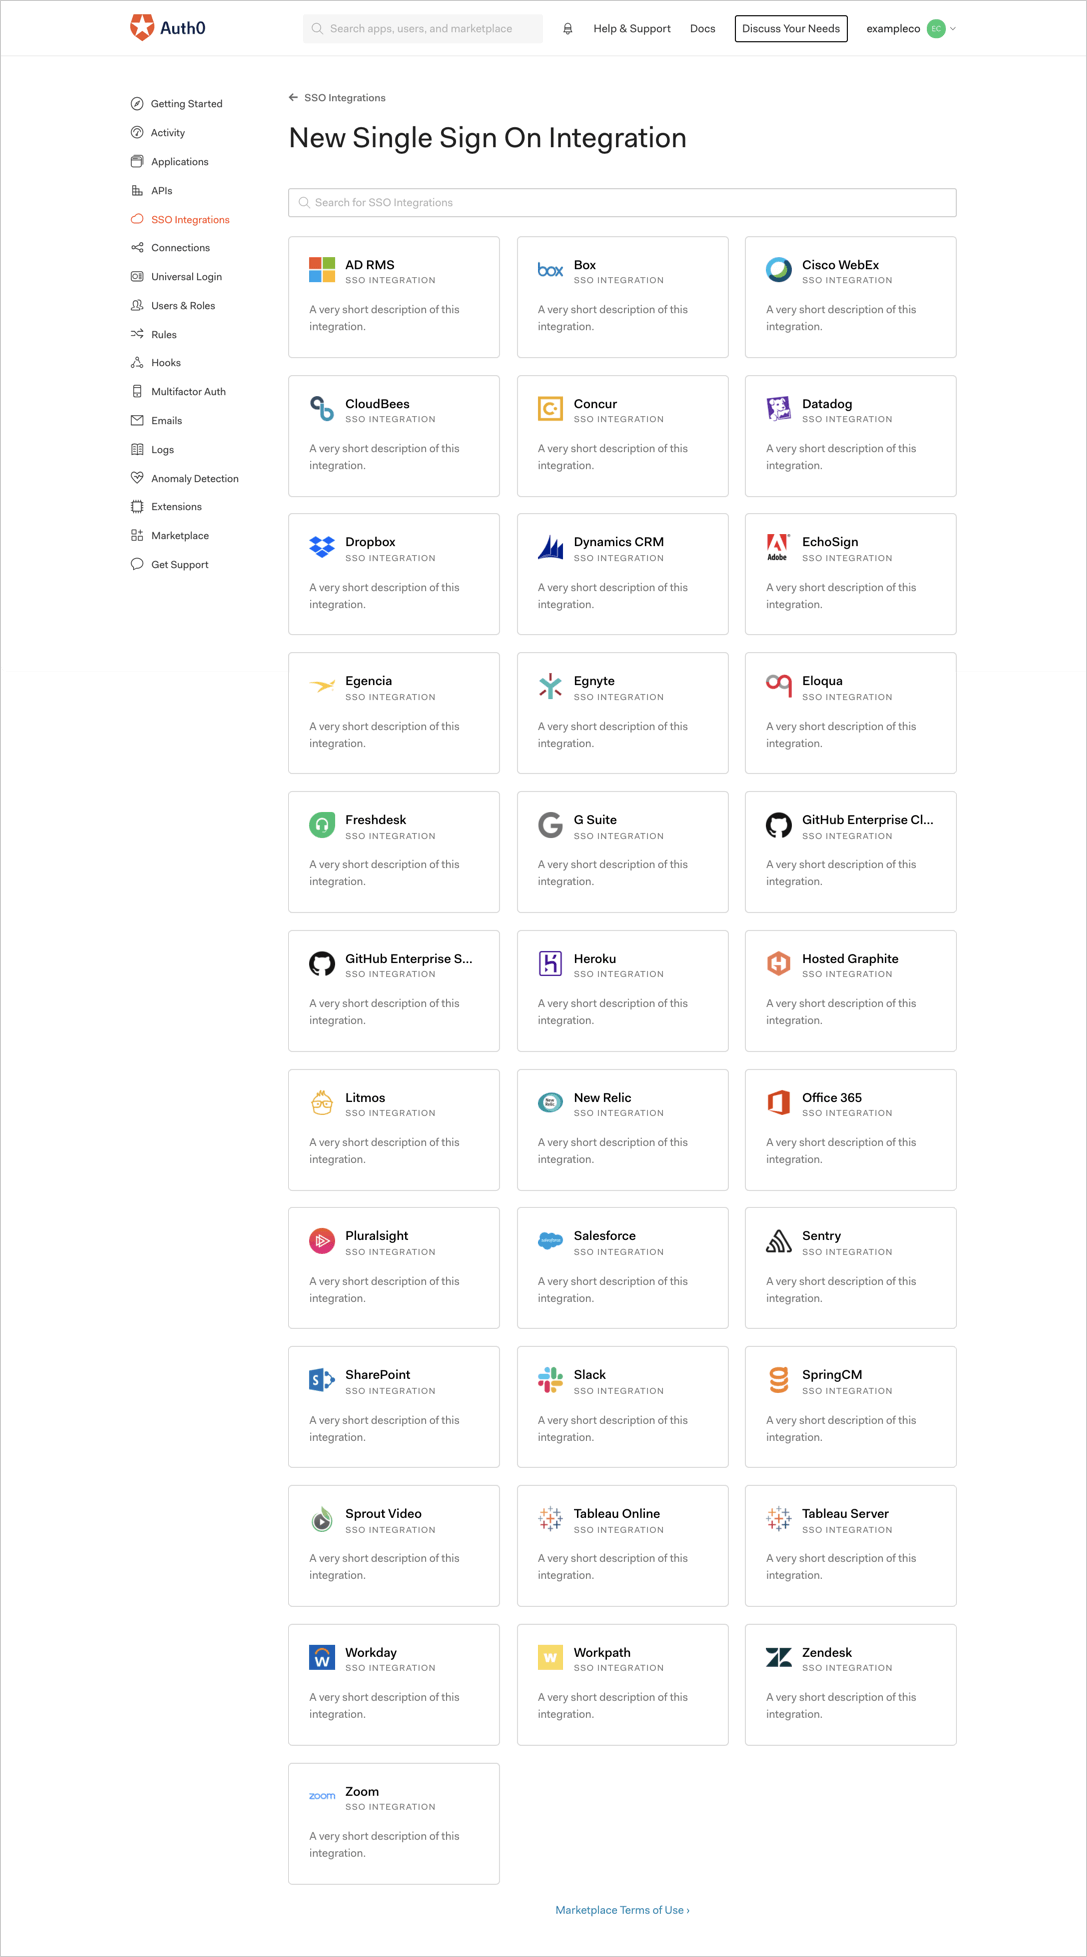 Auth0
Search apps, users, and marketplace
Help & Support
Docs
Discuss Your Needs
exampleco
EC
Getting Started
Activity
Applications
APIs
SSO Integrations
Connections
Universal Login
Users & Roles
Rules
Hooks
Multifactor Auth
Emails
Logs
Anomaly Detection
Extensions
Marketplace
Get Support
← SSO Integrations
New Single Sign On Integration
Search for SSO Integrations
AD RMS
SSO INTEGRATION
A very short description of this
integration.
box
Box
SSO INTEGRATION
A very short description of this
integration.
Cisco WebEx
SSO INTEGRATION
A very short description of this
integration.
CloudBees
SSO INTEGRATION
A very short description of this
integration.
Concur
SSO INTEGRATION
A very short description of this
integration.
Datadog
SSO INTEGRATION
A very short description of this
integration.
Dropbox
SSO INTEGRATION
A very short description of this
integration.
Dynamics CRM
SSO INTEGRATION
A very short description of this
integration.
Adobe
EchoSign
SSO INTEGRATION
A very short description of this
integration.
Egencia
SSO INTEGRATION
A very short description of this
integration.
Egnyte
SSO INTEGRATION
A very short description of this
integration.
Eloqua
SSO INTEGRATION
A very short description of this
integration.
Freshdesk
SSO INTEGRATION
A very short description of this
integration.
G Suite
SSO INTEGRATION
A very short description of this
integration.
GitHub Enterprise Cl...
SSO INTEGRATION
A very short description of this
integration.
GitHub Enterprise S...
SSO INTEGRATION
A very short description of this
integration.
Heroku
SSO INTEGRATION
A very short description of this
integration.
Hosted Graphite
SSO INTEGRATION
A very short description of this
integration.
Litmos
SSO INTEGRATION
A very short description of this
integration.
New Relic
New Relic
SSO INTEGRATION
A very short description of this
integration.
Office 365
SSO INTEGRATION
A very short description of this
integration.
Pluralsight
SSO INTEGRATION
A very short description of this
integration.
salesforce
Salesforce
SSO INTEGRATION
A very short description of this
integration.
Sentry
SSO INTEGRATION
A very short description of this
integration.
S
SharePoint
SSO INTEGRATION
A very short description of this
integration.
Slack
SSO INTEGRATION
A very short description of this
integration.
SpringCM
SSO INTEGRATION
A very short description of this
integration.
Sprout Video
SSO INTEGRATION
A very short description of this
integration.
Tableau Online
SSO INTEGRATION
A very short description of this
integration.
Tableau Server
SSO INTEGRATION
A very short description of this
integration.
W
Workday
SSO INTEGRATION
A very short description of this
integration.
w
Workpath
SSO INTEGRATION
A very short description of this
integration.
Zendesk
SSO INTEGRATION
A very short description of this
integration.
zoom
Zoom
SSO INTEGRATION
A very short description of this
integration.
Marketplace Terms of Use ›